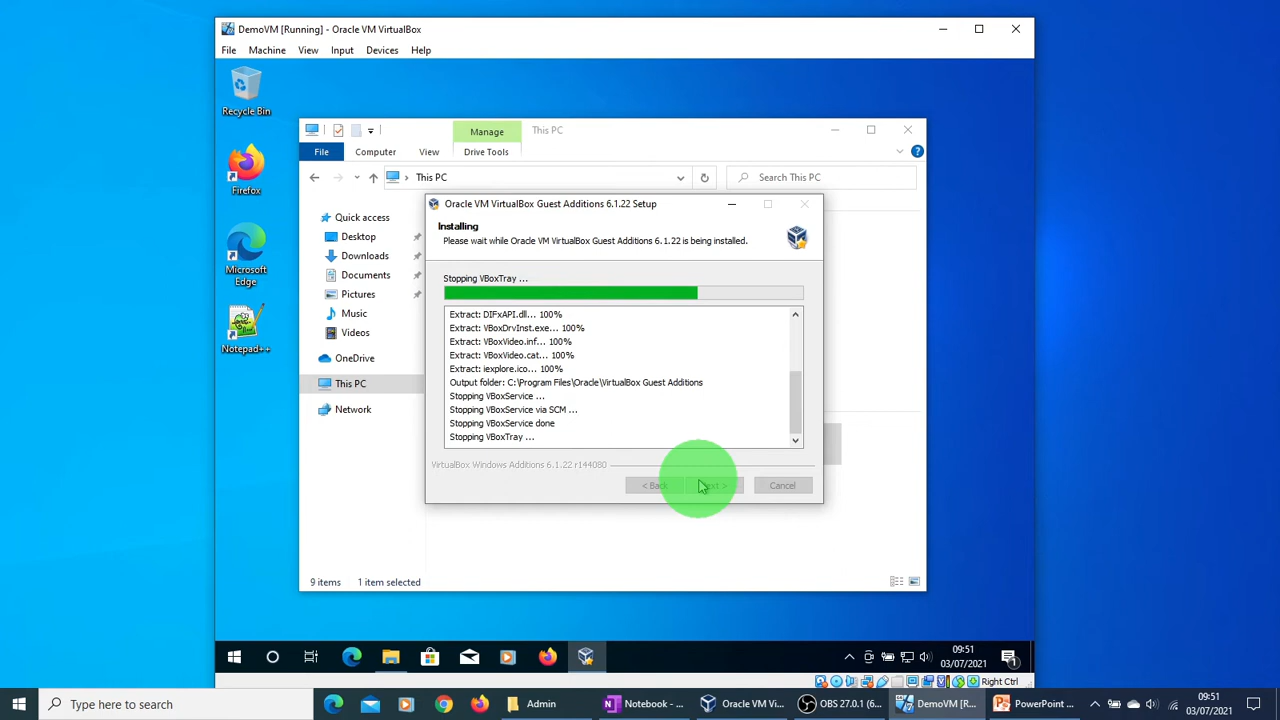 DemoVM [Running] - Oracle VM VirtualBox
File Machine View Input Devices Help
Recycle Bin
Firefox
Microsoft
Edge
Notepad++
Manage
This PC
File
Computer
View
Drive Tools
This PC
Search This PC
Quick access
Desktop
Downloads
Documents
Pictures
Music
Videos
OneDrive
This PC
Network
Oracle VM VirtualBox Guest Additions 6.1.22 Setup
Installing
Please wait while Oracle VM VirtualBox Guest Additions 6.1.22 is being installed.
Stopping VBoxTray ...
Extract: DIFxAPI.dll... 100%
Extract: VBoxDrvInst.exe... 100%
Extract: VBoxVideo.inf... 100%
Extract: VBoxVideo.cat... 100%
Extract: iexplore.ico... 100%
Output folder: C:\Program Files\Oracle\VirtualBox Guest Additions
Stopping VBoxService ...
Stopping VBoxService via SCM ...
Stopping VBoxService done
Stopping VBoxTray ...
VirtualBox Windows Additions 6.1.22 r144080
< Back
Next >
Cancel
9 items
1 item selected
09:51
03/07/2021
1
Right Ctrl
Type here to search
Admin
Notebook - ...
Oracle VM Vi...
OBS 27.0.1 (6...
DemoVM [R...
PowerPoint ...
09:51
03/07/2021